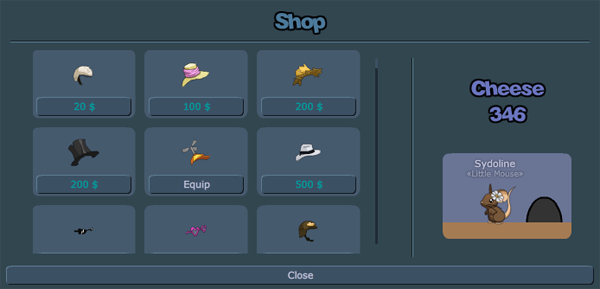 Shop
20 $
100 $
200 $
200 $
Equip
500 $
Cheese
346
Sydoline
«Little Mouse»
Close